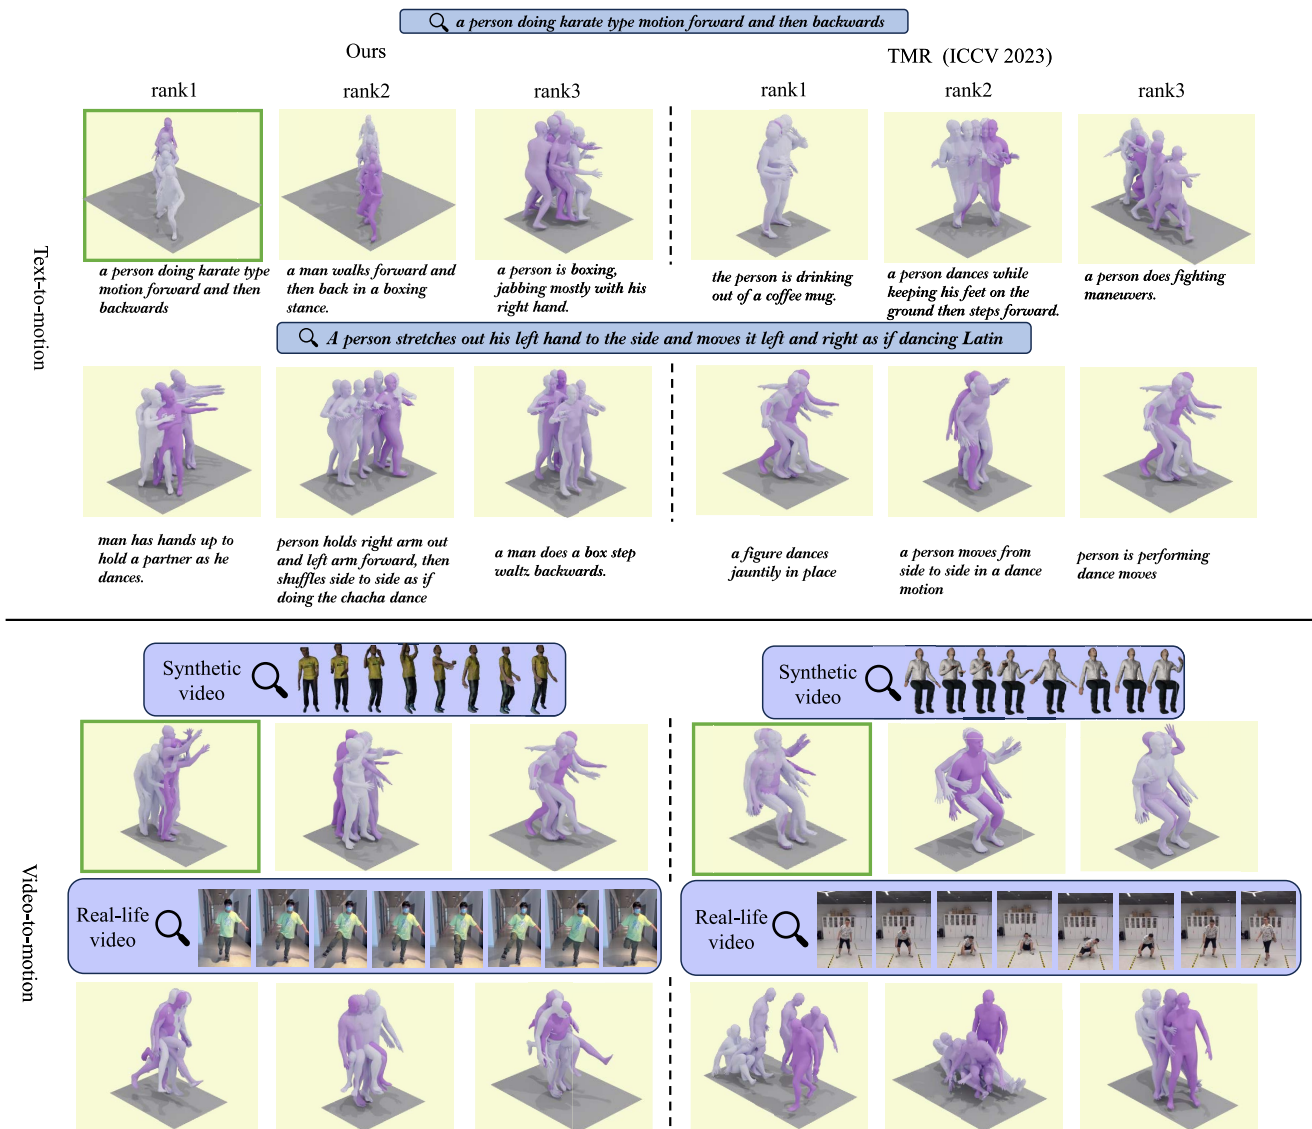 a person doing karate type motion forward and then backwards
Ours
TMR (ICCV 2023)
rank1
rank2
rank3
rank1
rank2
rank3
Text-to-motion
a person doing karate type
motion forward and then
backwards
a man walks forward and
then back in a boxing
stance.
a person is boxing,
jabbing mostly with his
right hand.
the person is drinking
out of a coffee mug.
a person dances while
keeping his feet on the
ground then steps forward.
a person does fighting
maneuvers.
A person stretches out his left hand to the side and moves it left and right as if dancing Latin
man has hands up to
hold a partner as he
dances.
person holds right arm out
and left arm forward, then
shuffles side to side as if
doing the chacha dance
a man does a box step
waltz backwards.
a figure dances
jauntily in place
a person moves from
side to side in a dance
motion
person is performing
dance moves
Video-to-motion
Synthetic
video
Synthetic
video
Real-life
video
Real-life
video